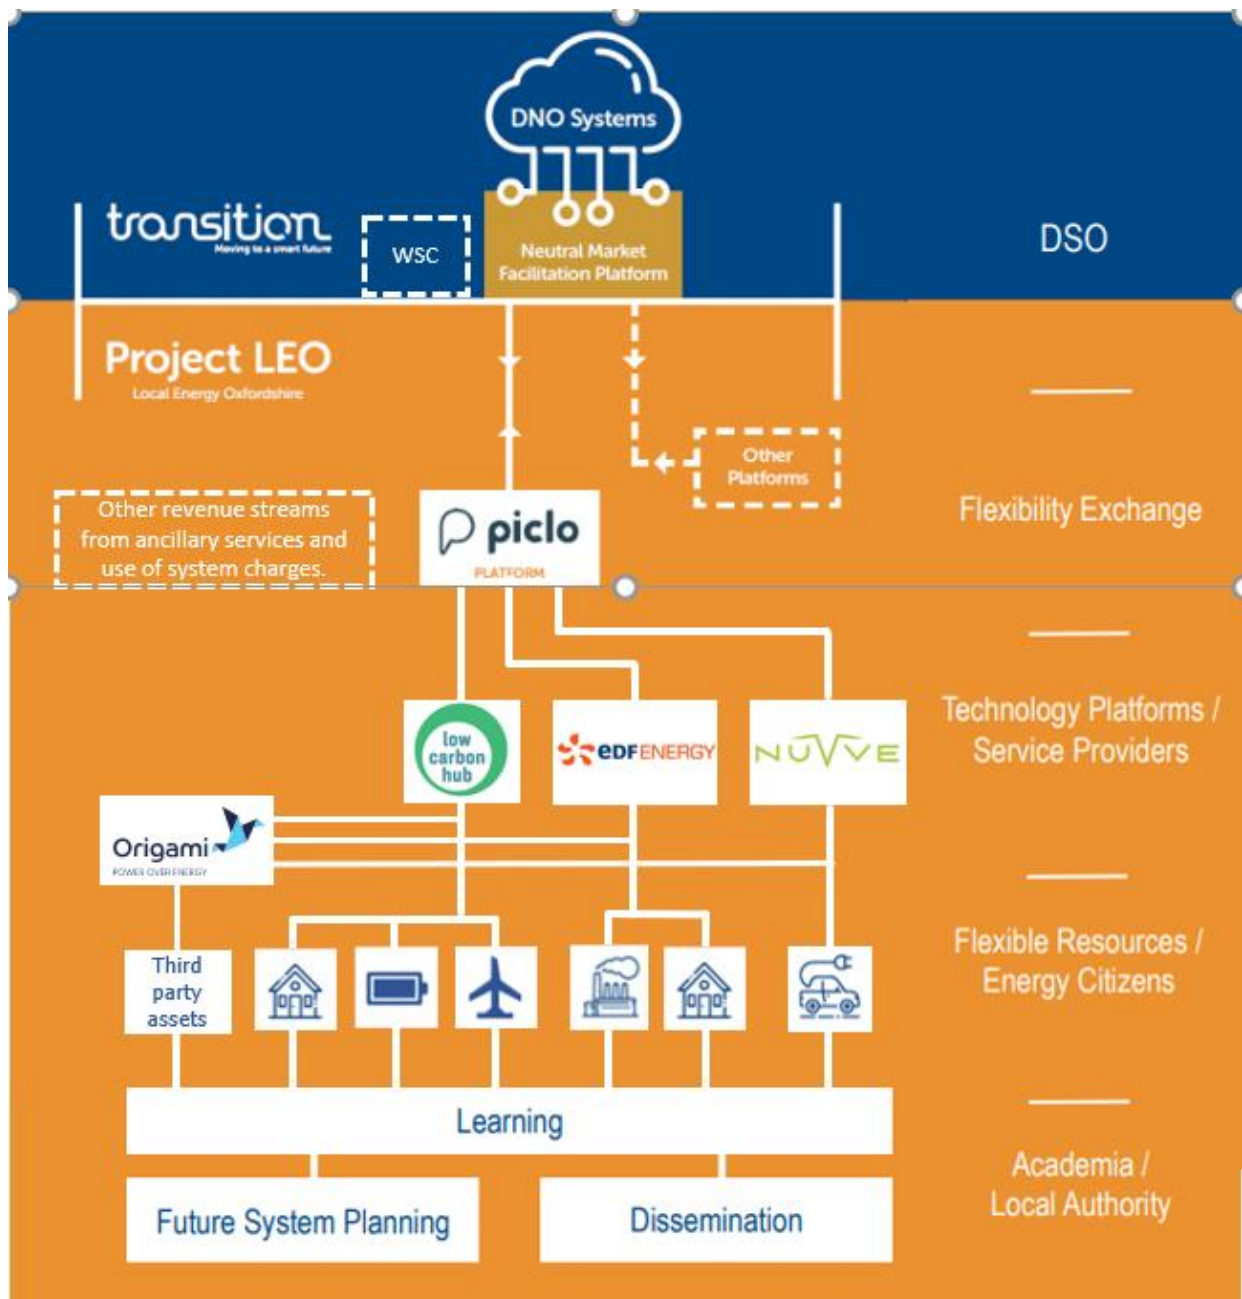 DNO Systems
transition
Moving to a smart future
WSC
Neutral Market
Facilitation Platform
DSO
Project LEO
Local Energy Oxfordshire
Other
Platforms
Other revenue streams
from ancillary services and
use of system charges.
piclo
PLATFORM
Flexibility Exchange
low
carbon
hub
eDFENERGY
NUVVE
Technology Platforms /
Service Providers
Origami
POWER OVER ENERGY
Third
party
assets
Flexible Resources /
Energy Citizens
Learning
Future System Planning
Dissemination
Academia /
Local Authority